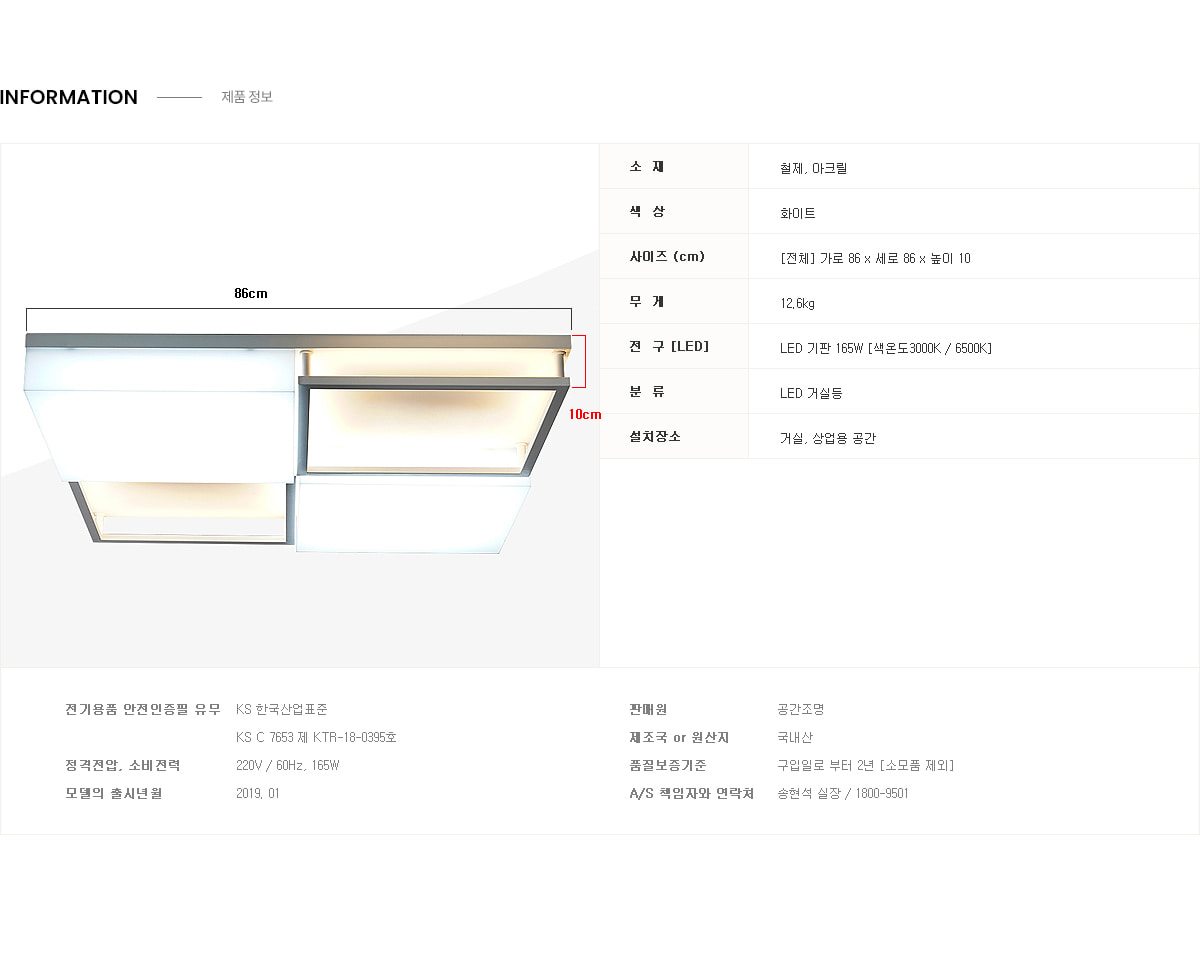 INFORMATION 제품 정보
86cm
10cm
소 재 철제, 아크릴
색 상 화이트
사이즈 (cm) [전체] 가로 86 x 세로 86 x 높이 10
무 게 12.6kg
전 구 [LED] LED 기판 165W [색온도3000K / 6500K]
분 류 LED 거실등
설치장소 거실, 상업용 공간
전기용품 안전인증필 유무 KS 한국산업표준
KS C 7653 제 KTR-18-0395호
정격전압, 소비전력 220V / 60Hz, 165W
모델의 출시년월 2019. 01
판매원 공간조명
제조국 or 원산지 국내산
품질보증기준 구입일로 부터 2년 [소모품 제외]
A/S 책임자와 연락처 송현석 실장 / 1800-9501